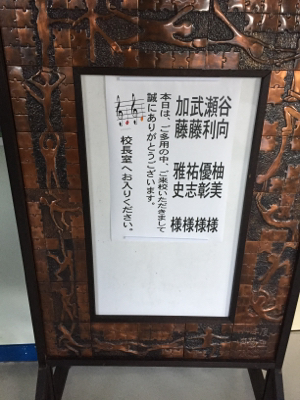 谷向 柚美 様
瀬利 優彰 様
武藤 祐志 様
加藤 雅史 様
本日は、ご多用の中、ご来校いただきまして
誠にありがとうございます。
校長室へお入りください。